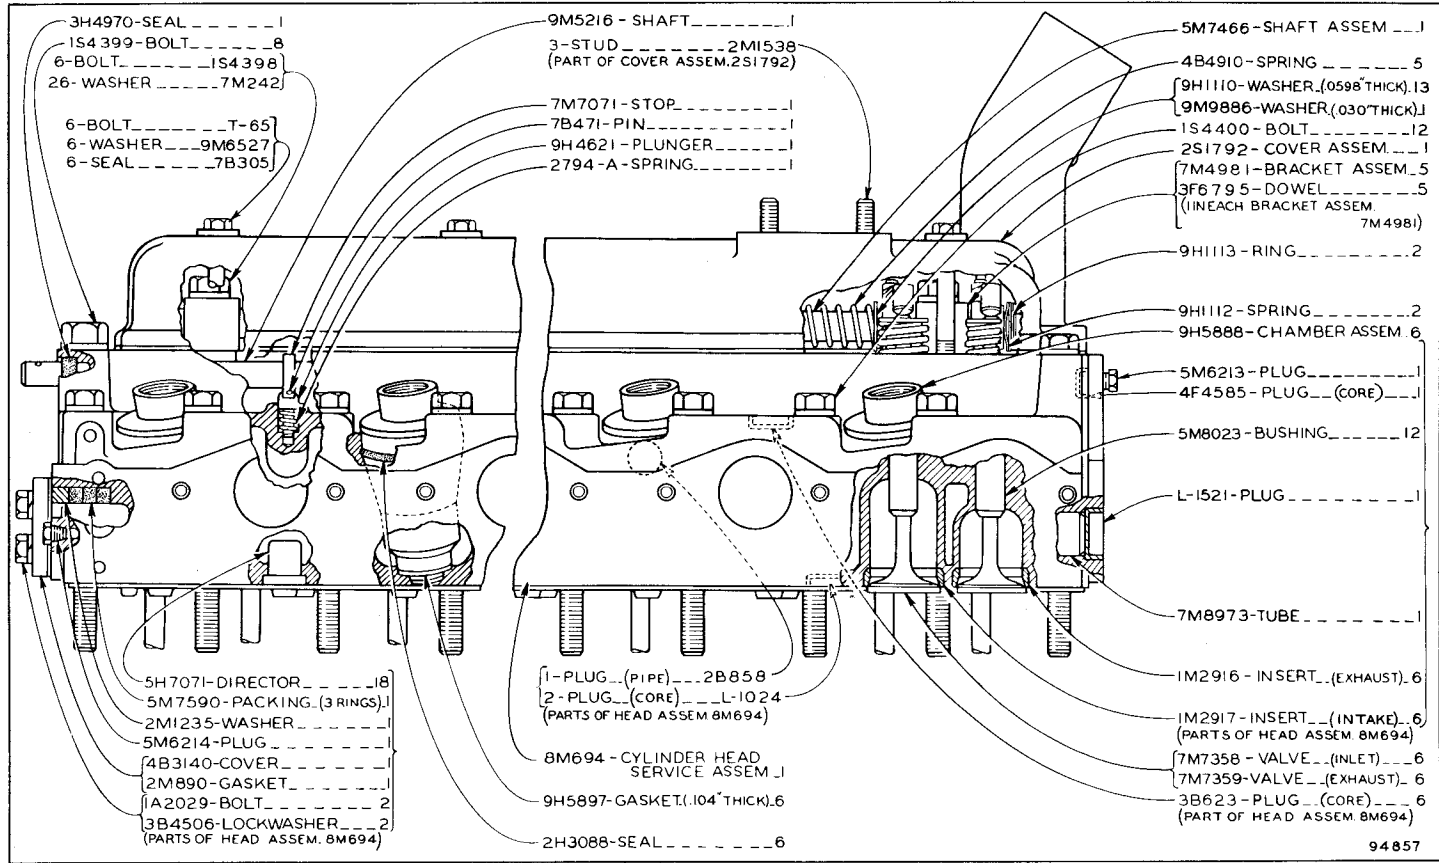 3H4970-SEAL 1
1S4399-BOLT 8
6-BOLT 1S4398
26-WASHER 7M242
6-BOLT T-65
6-WASHER 9M6527
6-SEAL 7B305
9M5216-SHAFT 1
3-STUD 2M1538
(PART OF COVER ASSEM. 2S1792)
7M7071-STOP 1
7B471-PIN 1
9H4621-PLUNGER 1
2794-A-SPRING 1
5M7466-SHAFT ASSEM 1
4B4910-SPRING 5
9H1110-WASHER (.0598" THICK) 13
9M9886-WASHER (.030" THICK) 1
1S4400-BOLT 12
2S1792-COVER ASSEM. 1
7M4981-BRACKET ASSEM. 5
3F6795-DOWEL 5
(1 IN EACH BRACKET ASSEM.
7M4981)
9H1113-RING 2
9H1112-SPRING 2
9H5888-CHAMBER ASSEM. 6
5M6213-PLUG 1
4F4585-PLUG (CORE) 1
5M8023-BUSHING 12
L-1521-PLUG 1
7M8973-TUBE 1
1M2916-INSERT (EXHAUST) 6
1M2917-INSERT (INTAKE) 6
(PARTS OF HEAD ASSEM. 8M694)
7M7358-VALVE (INLET) 6
7M7359-VALVE (EXHAUST) 6
3B623-PLUG (CORE) 6
(PART OF HEAD ASSEM. 8M694)
5H7071-DIRECTOR 18
5M7590-PACKING (3 RINGS) 1
2M1235-WASHER 1
5M6214-PLUG 1
4B3140-COVER 1
2M890-GASKET 1
1A2029-BOLT 2
3B4506-LOCKWASHER 2
(PARTS OF HEAD ASSEM. 8M694)
1-PLUG (PIPE) 2B858
2-PLUG (CORE) L-1024
(PARTS OF HEAD ASSEM 8M694)
8M694-CYLINDER HEAD
SERVICE ASSEM 1
9H5897-GASKET (.104" THICK) 6
2H3088-SEAL 6
94857